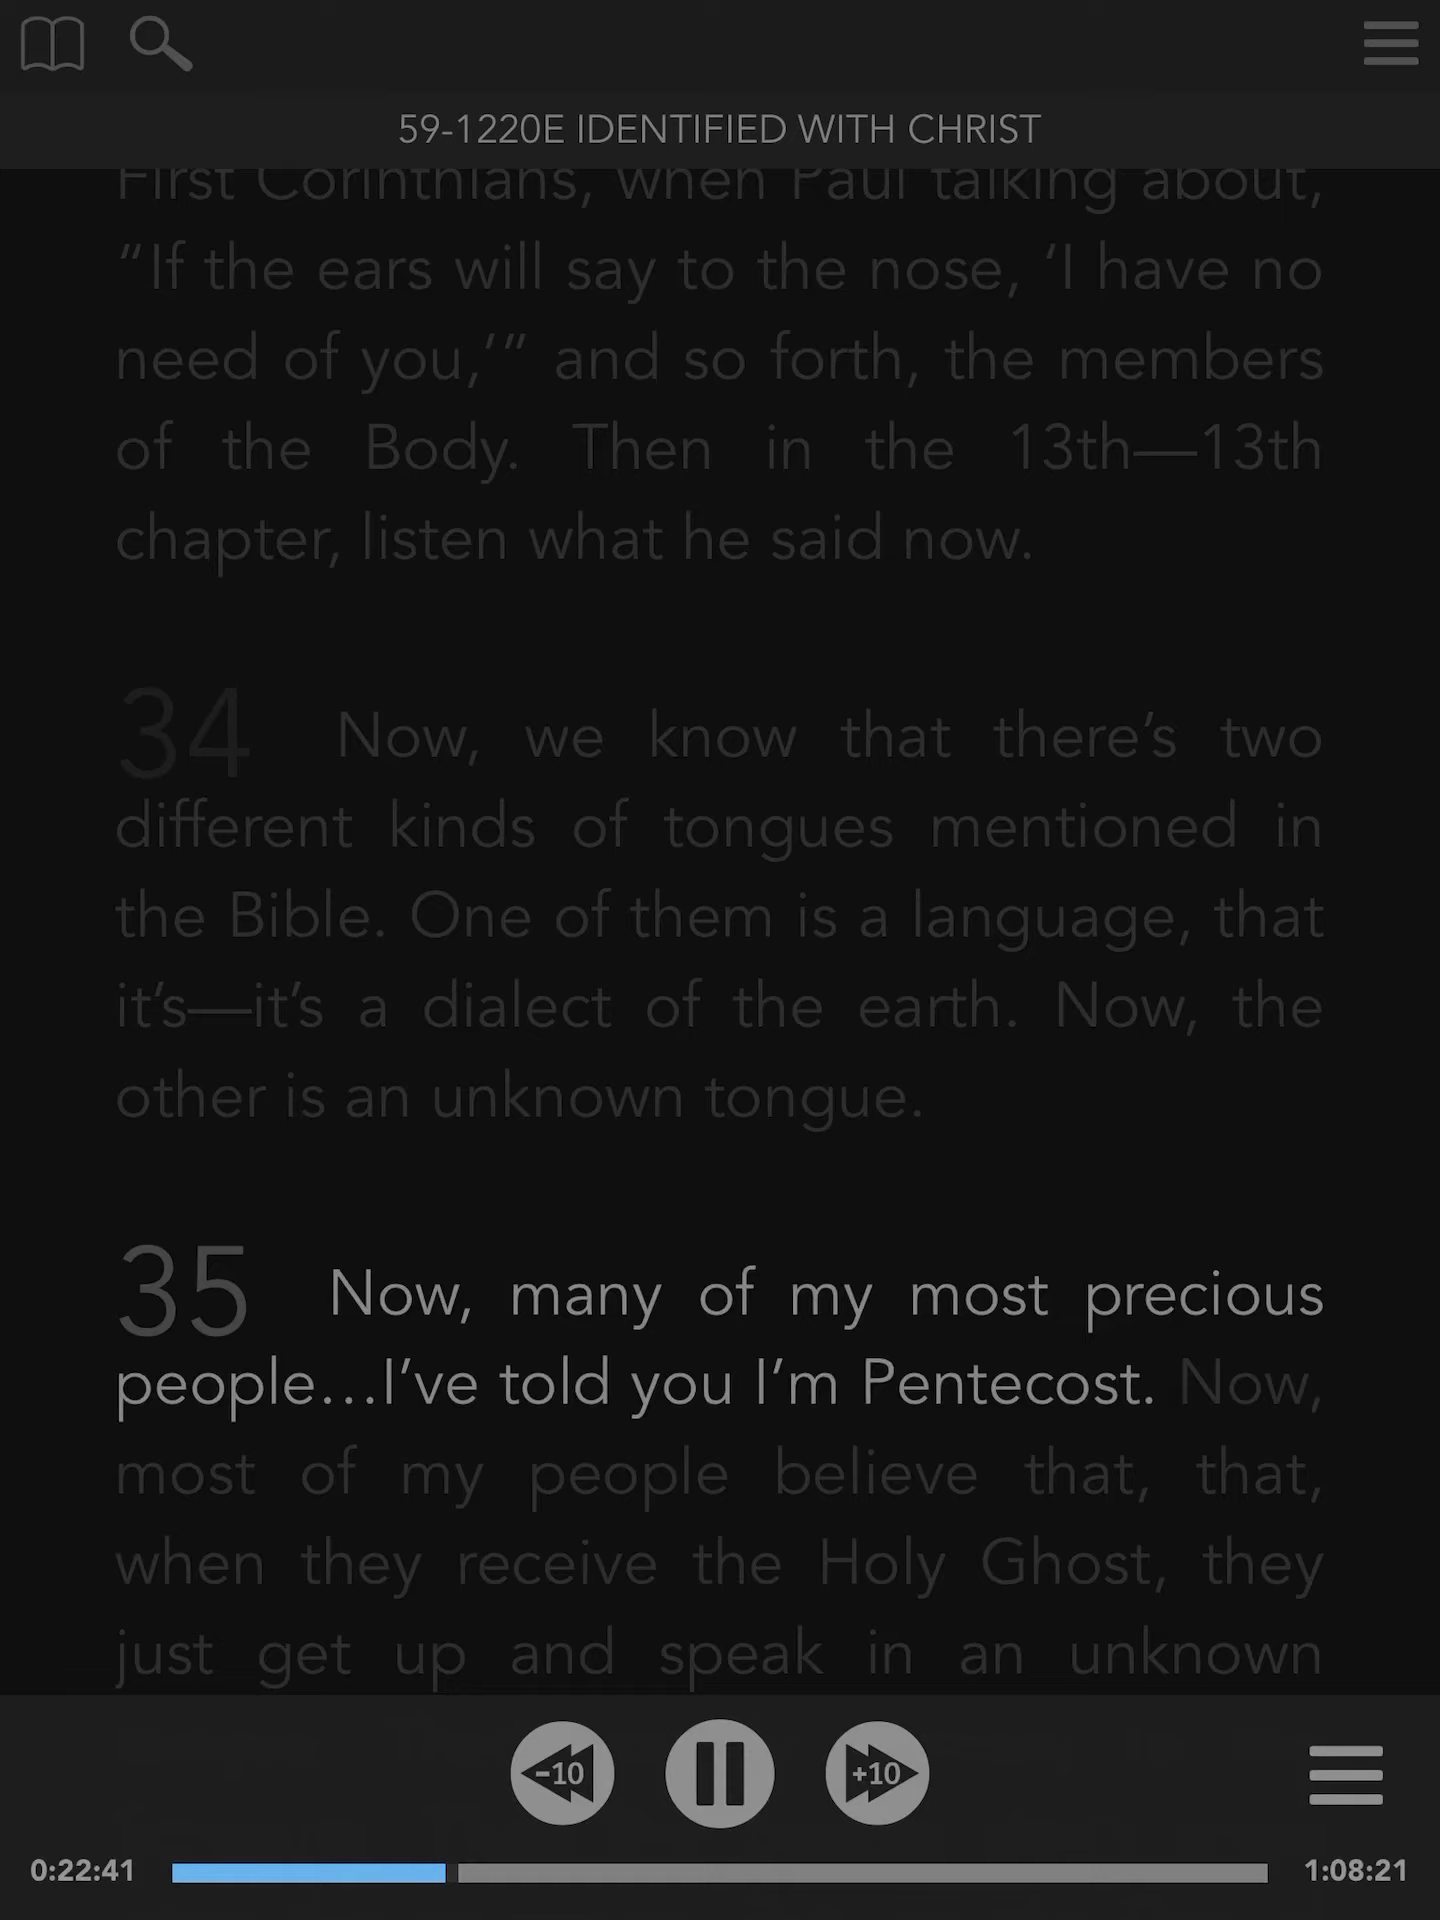 59-1220E IDENTIFIED WITH CHRIST
First Corinthians, when Paul talking about,
“If the ears will say to the nose, ‘I have no
need of you,’” and so forth, the members
of the Body. Then in the 13th—13th
chapter, listen what he said now.
34 Now, we know that there’s two
different kinds of tongues mentioned in
the Bible. One of them is a language, that
it’s—it’s a dialect of the earth. Now, the
other is an unknown tongue.
35 Now, many of my most precious
people…I’ve told you I’m Pentecost. Now,
most of my people believe that, that,
when they receive the Holy Ghost, they
just get up and speak in an unknown
-10 +10
0:22:41 1:08:21